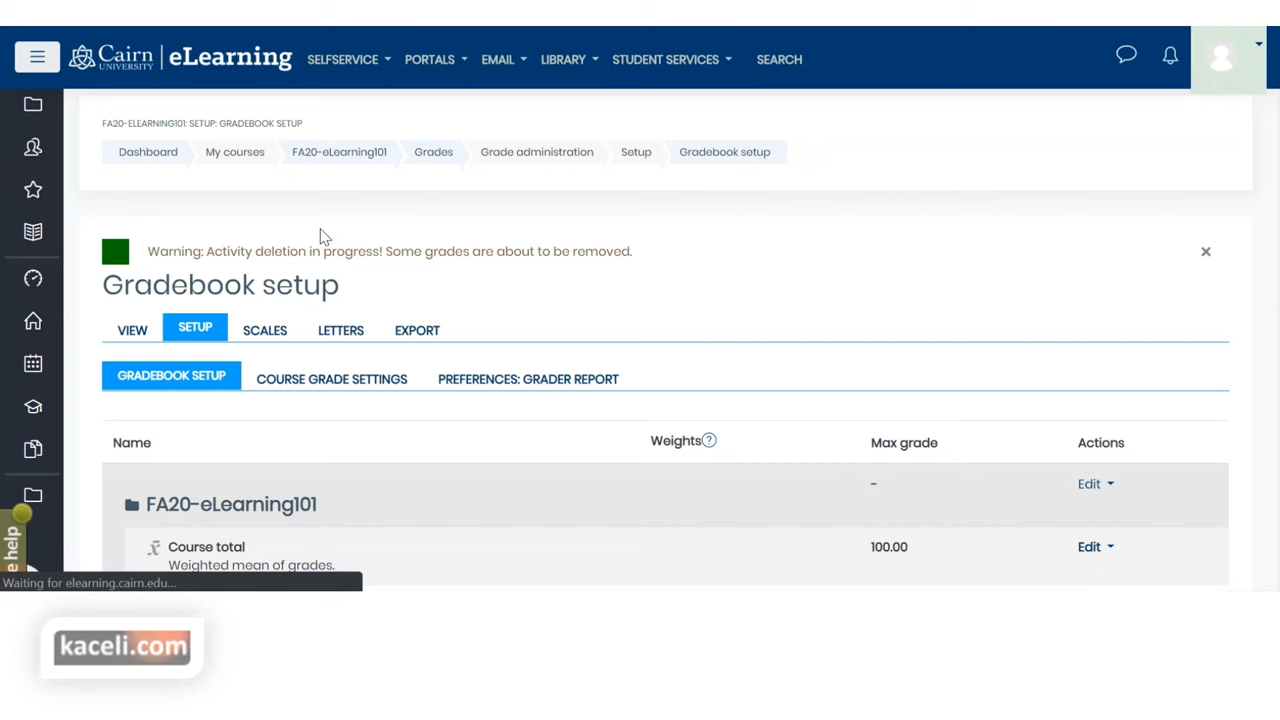 Cairn UNIVERSITY eLearning SELFSERVICE PORTALS EMAIL LIBRARY STUDENT SERVICES SEARCH
FA20-ELEARNING101: SETUP: GRADEBOOK SETUP
Dashboard My courses FA20-eLearning101 Grades Grade administration Setup Gradebook setup
Warning: Activity deletion in progress! Some grades are about to be removed. ×
Gradebook setup
VIEW SETUP SCALES LETTERS EXPORT
GRADEBOOK SETUP COURSE GRADE SETTINGS PREFERENCES: GRADER REPORT
Name Weights ? Max grade Actions
- Edit
FA20-eLearning101
Course total 100.00 Edit
Weighted mean of grades.
help
Waiting for elearning.cairn.edu...
kaceli.com